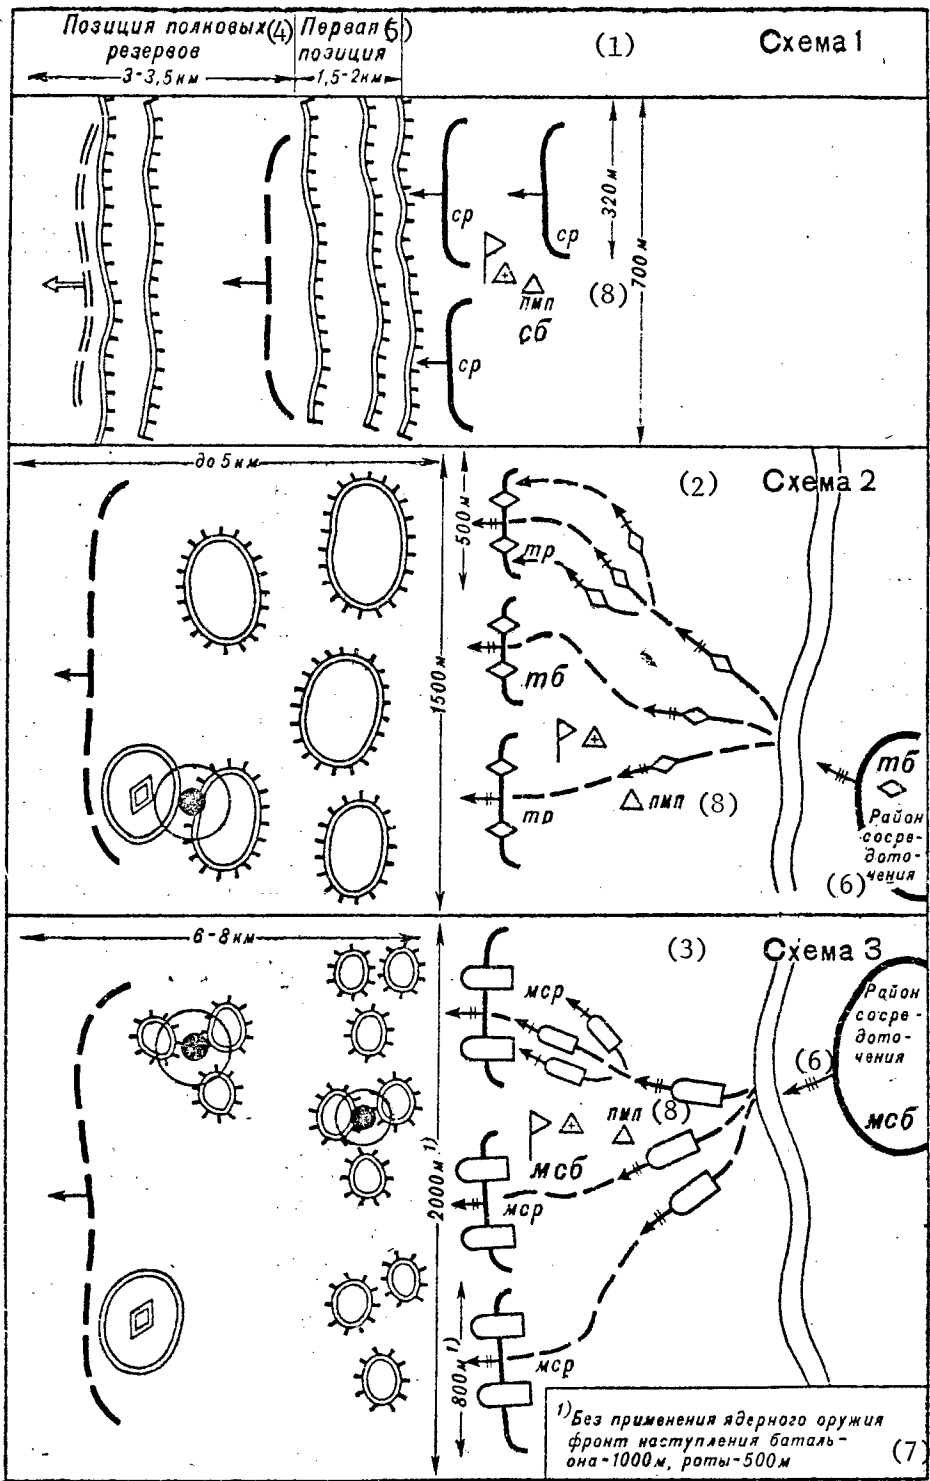 Позиция полковых (4)
резервов
3-3,5 км
Первая (5)
позиция
1,5-2 км
(1)
Схема 1
ср
ср
ср
320 м
700 м
(8)
пмп
сб
до 5 км
(2)
Схема 2
500 м
1500 м
тр
тб
тр
пмп (8)
тб
Район
сосре-
дото-
чения
(6)
6-8 км
(3)
Схема 3
мср
Район
сосре-
дото-
чения
(6)
мсб
пмп (8)
мсб
мср
2000 м 1)
800 м 1)
мср
1) Без применения ядерного оружия
фронт наступления баталь-
она-1000м, роты-500м
(7)